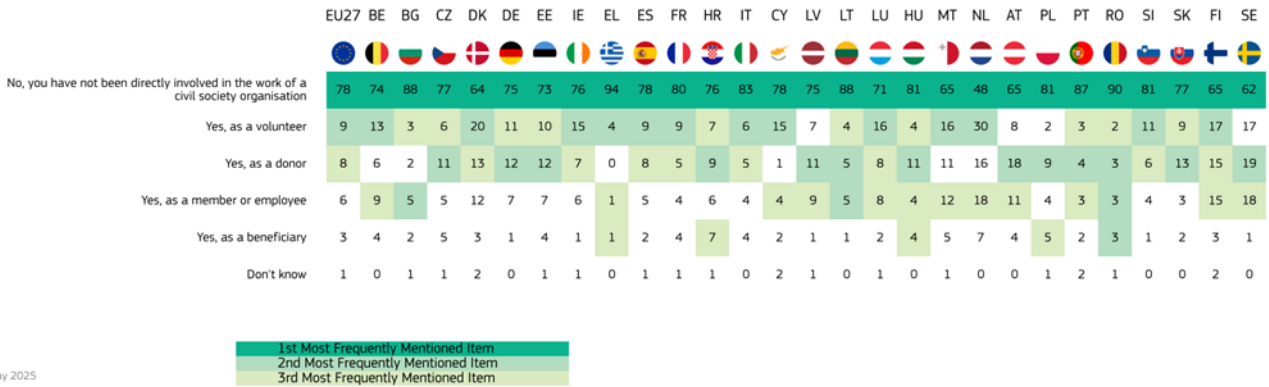 EU27 BE BG CZ DK DE EE IE EL ES FR HR IT CY LV LT LU HU MT NL AT PL PT RO SI SK FI SE
No, you have not been directly involved in the work of a
civil society organisation
78 74 88 77 64 75 73 76 94 78 80 76 83 78 75 88 71 81 65 48 65 81 87 90 81 77 65 62
Yes, as a volunteer 9 13 3 6 20 11 10 15 4 9 9 7 6 15 7 4 16 4 16 30 8 2 3 2 11 9 17 17
Yes, as a donor 8 6 2 11 13 12 12 7 0 8 5 9 5 1 11 5 8 11 11 16 18 9 4 3 6 13 15 19
Yes, as a member or employee 6 9 5 5 12 7 7 6 1 5 4 6 4 4 9 5 8 4 12 18 11 4 3 3 4 3 15 18
Yes, as a beneficiary 3 4 2 5 3 1 4 1 1 2 4 7 4 2 1 1 2 4 5 7 4 5 2 3 1 2 3 1
Don't know 1 0 1 1 2 0 1 1 0 1 1 1 0 2 1 0 1 0 1 0 0 1 2 1 0 0 2 0
1st Most Frequently Mentioned Item
2nd Most Frequently Mentioned Item
3rd Most Frequently Mentioned Item
2025